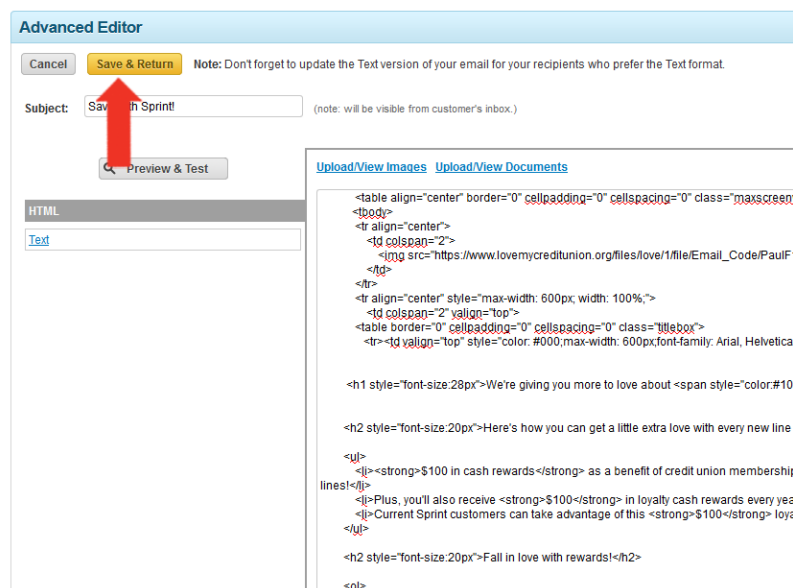 Advanced Editor
Cancel Save & Return Note: Don't forget to update the Text version of your email for your recipients who prefer the Text format.
Subject: Sav th Sprint! (note: will be visible from customer's inbox.)
Preview & Test
Upload/View Images Upload/View Documents
HTML
Text
<table align="center" border="0" cellpadding="0" cellspacing="0" class="maxscreen
<tbody>
<tr align="center">
<td colspan="2">
<img src="https://www.lovemycreditunion.org/files/love/1/file/Email_Code/PaulF
</td>
</tr>
<tr align="center" style="max-width: 600px; width: 100%;">
<td colspan="2" valign="top">
<table border="0" cellpadding="0" cellspacing="0" class="titlebox">
<tr><td valign="top" style="color: #000;max-width: 600px;font-family: Arial, Helvetica
<h1 style="font-size:28px">We're giving you more to love about <span style="color:#10
<h2 style="font-size:20px">Here's how you can get a little extra love with every new line
<ul>
<li><strong>$100 in cash rewards</strong> as a benefit of credit union membership
lines!</li>
<li>Plus, you'll also receive <strong>$100</strong> in loyalty cash rewards every yea
<li>Current Sprint customers can take advantage of this <strong>$100</strong> loya
</ul>
<h2 style="font-size:20px">Fall in love with rewards!</h2>
<ol>